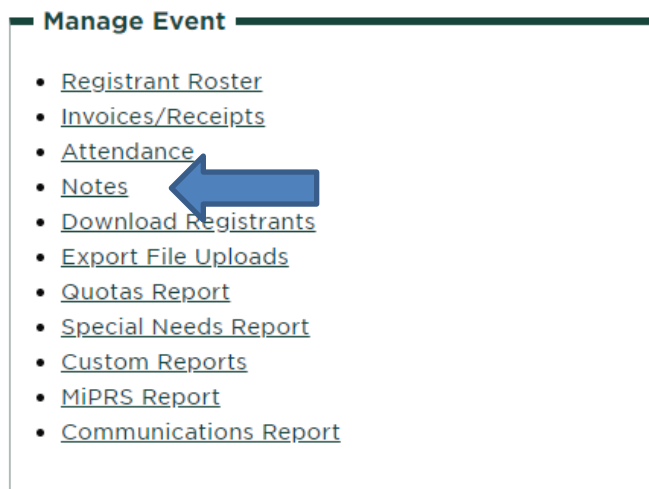 Manage Event
Registrant Roster
Invoices/Receipts
Attendance
Notes
Download Registrants
Export File Uploads
Quotas Report
Special Needs Report
Custom Reports
MiPRS Report
Communications Report